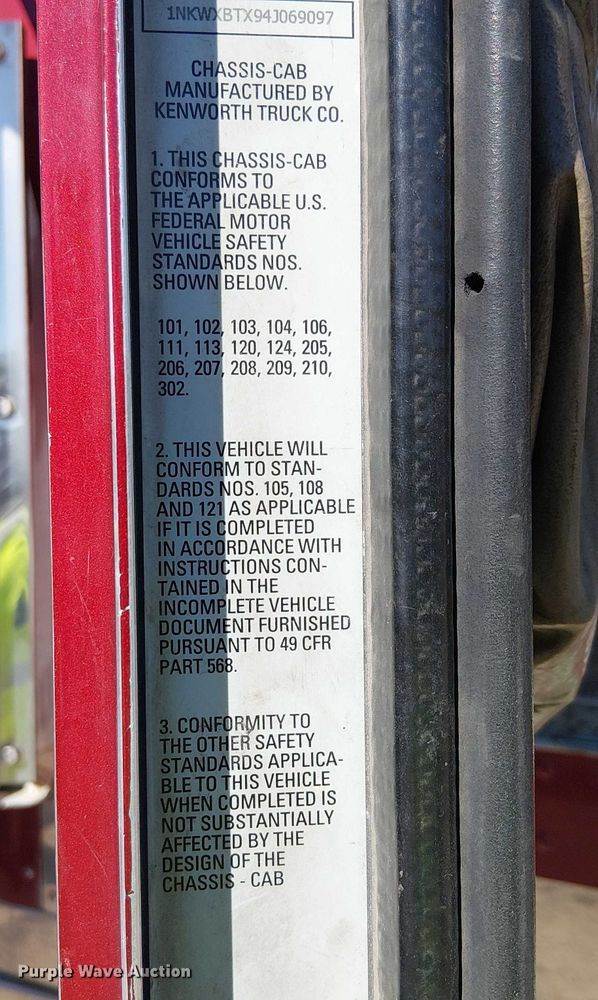 1NKWXBTX94J069097
CHASSIS-CAB
MANUFACTURED BY
KENWORTH TRUCK CO.
1. THIS CHASSIS-CAB
CONFORMS TO
THE APPLICABLE U.S.
FEDERAL MOTOR
VEHICLE SAFETY
STANDARDS NOS.
SHOWN BELOW.
101, 102, 103, 104, 106,
111, 113, 120, 124, 205,
206, 207, 208, 209, 210,
302.
2. THIS VEHICLE WILL
CONFORM TO STAN-
DARDS NOS. 105, 108
AND 121 AS APPLICABLE
IF IT IS COMPLETED
IN ACCORDANCE WITH
INSTRUCTIONS CON-
TAINED IN THE
INCOMPLETE VEHICLE
DOCUMENT FURNISHED
PURSUANT TO 49 CFR
PART 568.
3. CONFORMITY TO
THE OTHER SAFETY
STANDARDS APPLICA-
BLE TO THIS VEHICLE
WHEN COMPLETED IS
NOT SUBSTANTIALLY
AFFECTED BY THE
DESIGN OF THE
CHASSIS - CAB
Purple Wave Auction